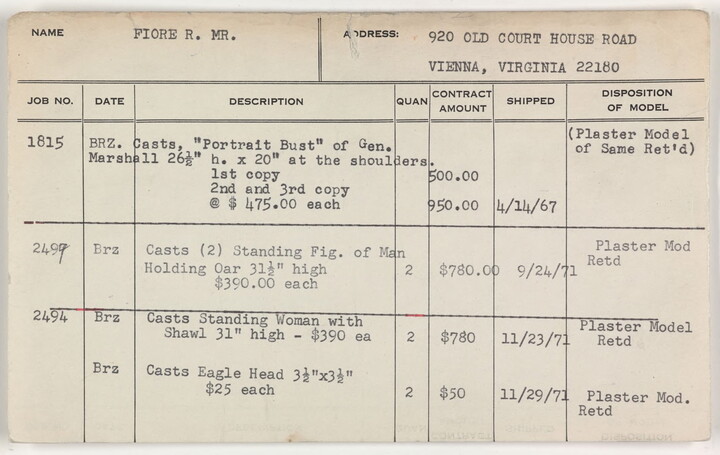 NAME FIORE R. MR. ADDRESS: 920 OLD COURT HOUSE ROAD
VIENNA, VIRGINIA 22180
JOB NO. DATE DESCRIPTION QUAN CONTRACT AMOUNT SHIPPED DISPOSITION OF MODEL
1815 BRZ. Casts, "Portrait Bust" of Gen. (Plaster Model
Marshall 26½" h. x 20" at the shoulders. of Same Ret'd)
1st copy 500.00
2nd and 3rd copy
@ $ 475.00 each 950.00 4/14/67
2497 Brz Casts (2) Standing Fig. of Man Plaster Mod
Holding Oar 31½" high 2 $780.00 9/24/71 Retd
$390.00 each
2494 Brz Casts Standing Woman with Plaster Model
Shawl 31" high - $390 ea 2 $780 11/23/71 Retd
Brz Casts Eagle Head 3½"x3½"
$25 each 2 $50 11/29/71 Plaster Mod.
Retd